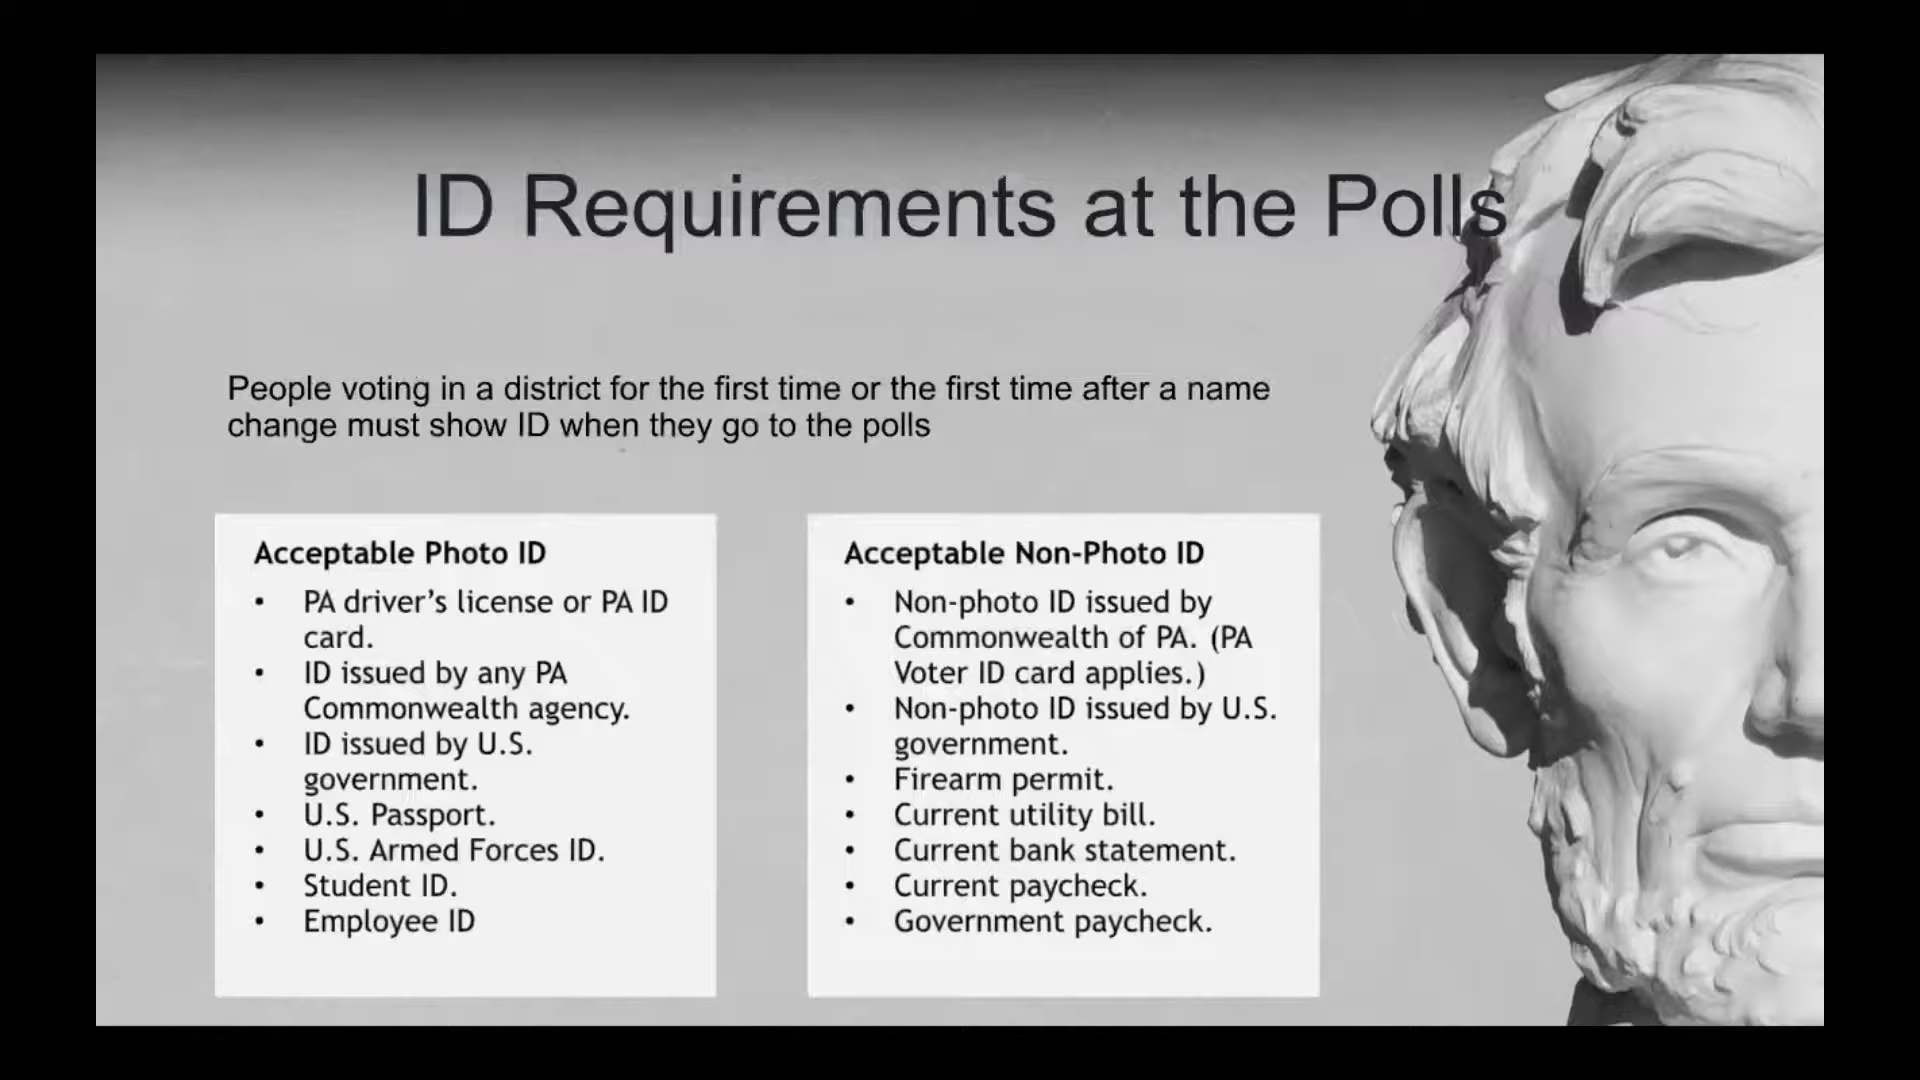 ID Requirements at the Polls
People voting in a district for the first time or the first time after a name
change must show ID when they go to the polls
Acceptable Photo ID
• PA driver's license or PA ID
card.
• ID issued by any PA
Commonwealth agency.
• ID issued by U.S.
government.
• U.S. Passport.
• U.S. Armed Forces ID.
• Student ID.
• Employee ID
Acceptable Non-Photo ID
• Non-photo ID issued by
Commonwealth of PA. (PA
Voter ID card applies.)
• Non-photo ID issued by U.S.
government.
• Firearm permit.
• Current utility bill.
• Current bank statement.
• Current paycheck.
• Government paycheck.